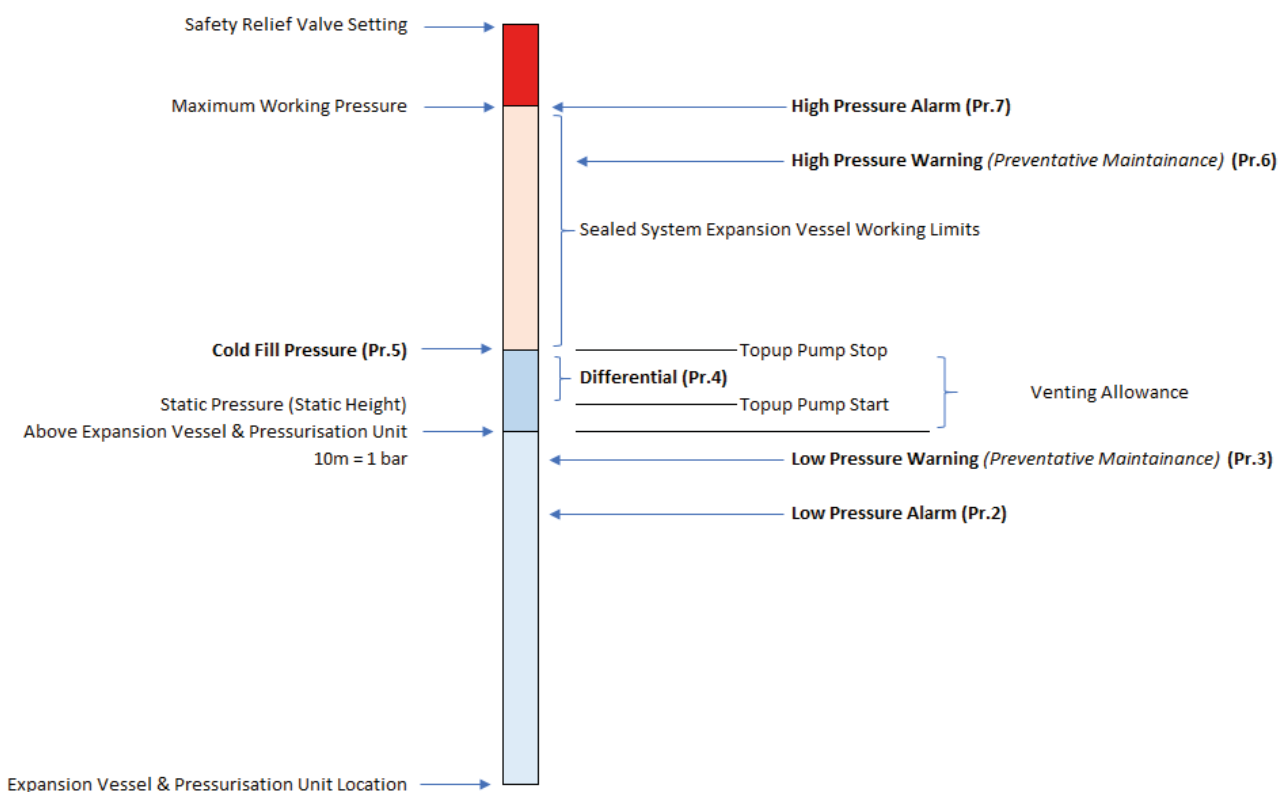 Safety Relief Valve Setting
Maximum Working Pressure
High Pressure Alarm (Pr.7)
High Pressure Warning (Preventative Maintainance) (Pr.6)
Sealed System Expansion Vessel Working Limits
Cold Fill Pressure (Pr.5)
Topup Pump Stop
Differential (Pr.4)
Venting Allowance
Static Pressure (Static Height)
Topup Pump Start
Above Expansion Vessel & Pressurisation Unit
10m = 1 bar
Low Pressure Warning (Preventative Maintainance) (Pr.3)
Low Pressure Alarm (Pr.2)
Expansion Vessel & Pressurisation Unit Location